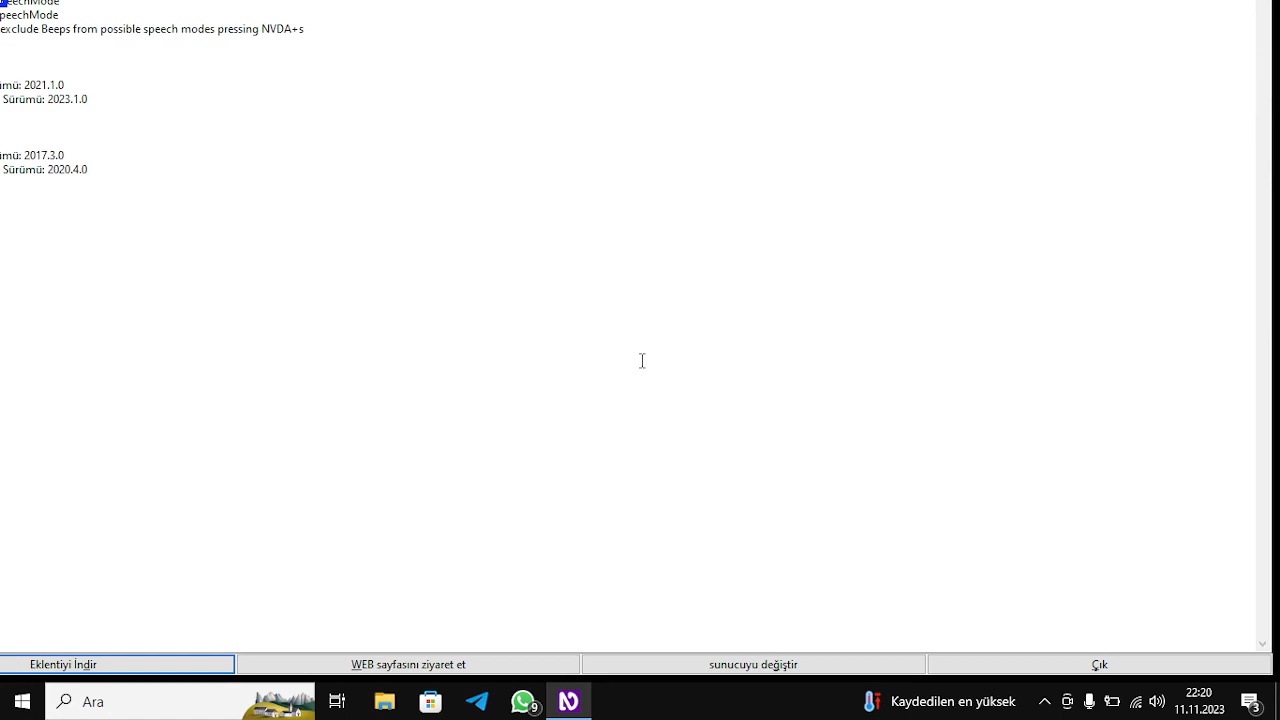 peechMode
exclude Beeps from possible speech modes pressing NVDA+s
2021.1.0
Sürümü: 2023.1.0
2017.3.0
Sürümü: 2020.4.0
Eklentiyi İndir
WEB sayfasını ziyaret et
sunucuyu değiştir
Çık
Ara
9
Kaydedilen en yüksek
22:20
11.11.2023
3